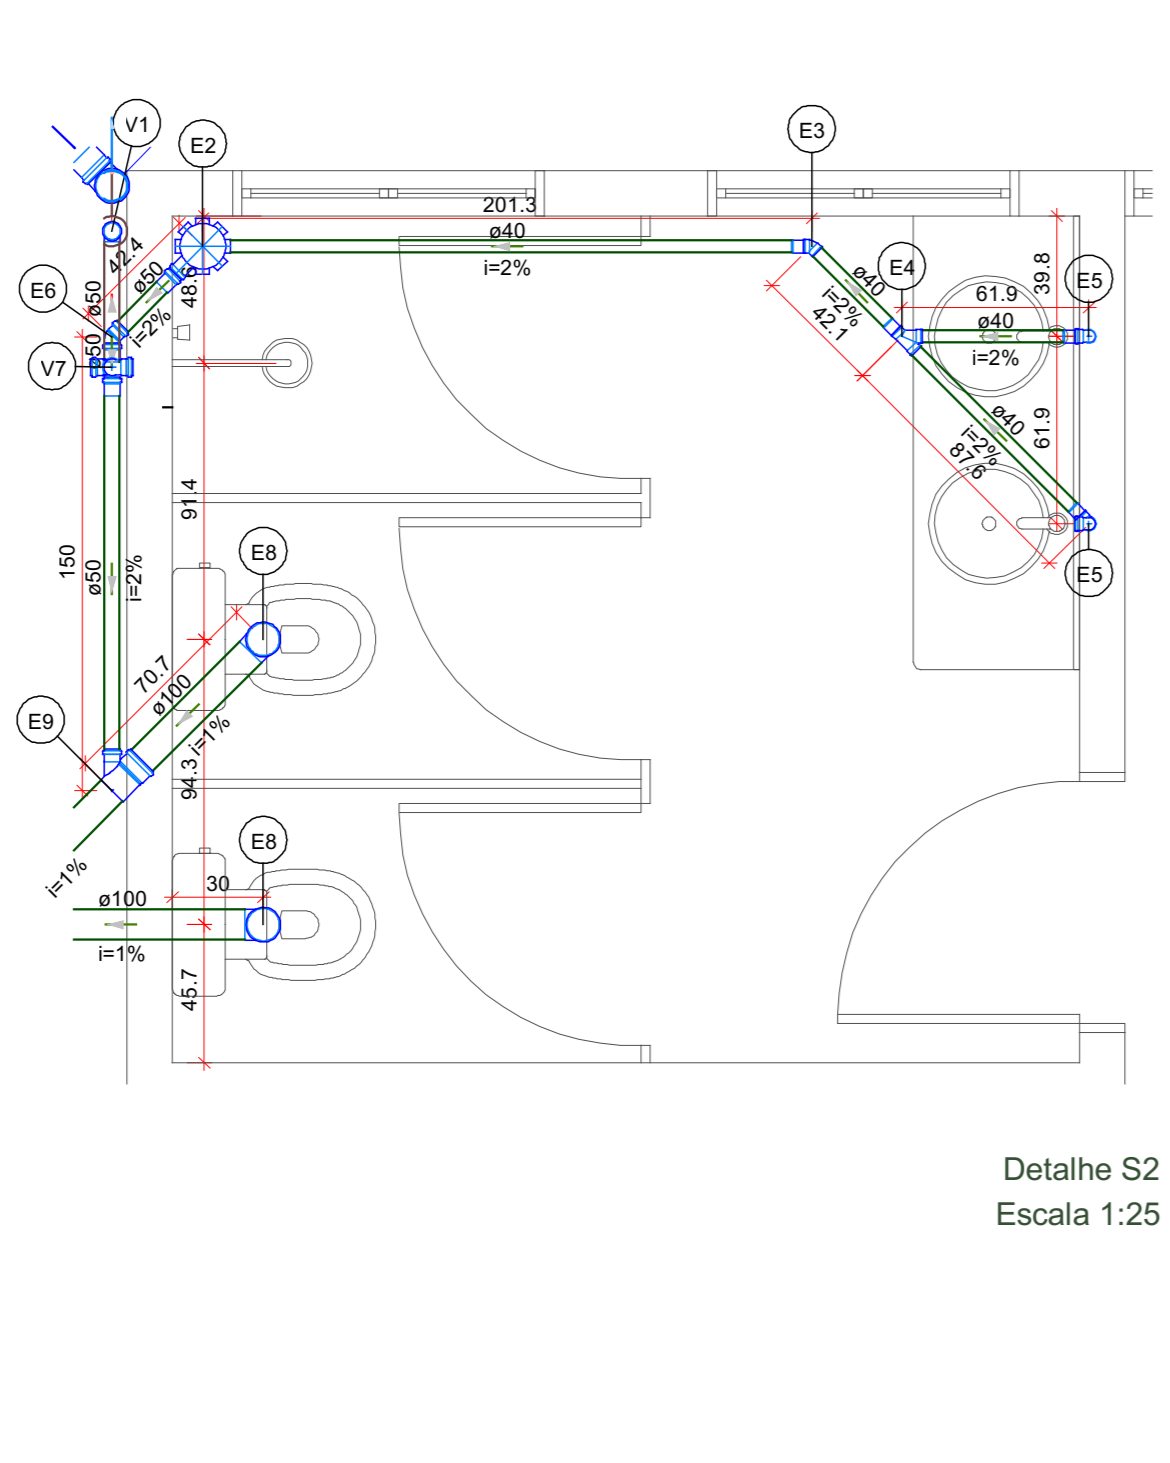 V1
E2
E3
201.3
ø40
i=2%
42.4
ø50
48.6
i=2%
E6
ø50
ø50
V7
E4
ø40
i=2%
42.1
61.9
ø40
i=2%
39.8
E5
ø40
i=2%
87.6
61.9
E5
91.4
150
ø50
i=2%
E8
70.7
ø100
i=1%
E9
94.3
i=1%
E8
30
ø100
i=1%
45.7
Detalhe S2
Escala 1:25